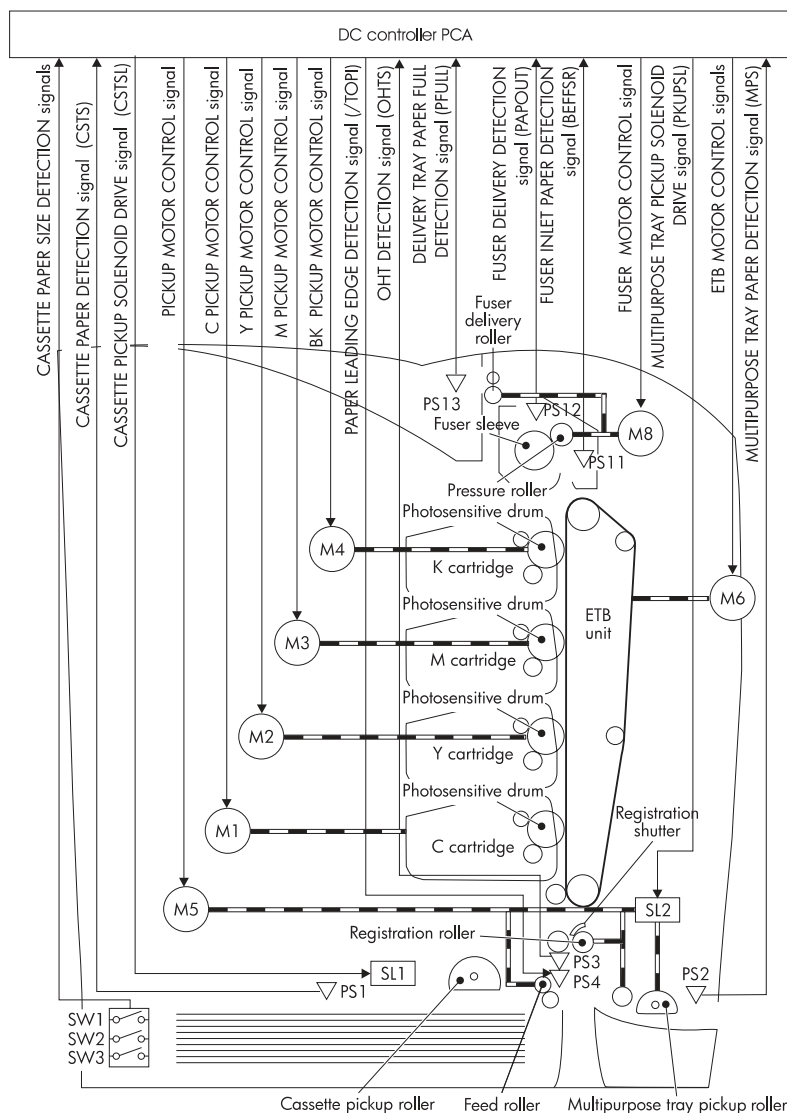 DC controller PCA
CASSETTE PAPER SIZE DETECTION signals
CASSETTE PAPER DETECTION signal (CSTS)
CASSETTE PICKUP SOLENOID DRIVE signal (CSTSL)
PICKUP MOTOR CONTROL signal
C PICKUP MOTOR CONTROL signal
Y PICKUP MOTOR CONTROL signal
M PICKUP MOTOR CONTROL signal
BK PICKUP MOTOR CONTROL signal
PAPER LEADING EDGE DETECTION signal (/TOPI)
OHT DETECTION signal (OHTS)
DELIVERY TRAY PAPER FULL
DETECTION signal (PFULL)
FUSER DELIVERY DETECTION
signal (PAPOUT)
FUSER INLET PAPER DETECTION
signal (BEFFSR)
FUSER MOTOR CONTROL signal
MULTIPURPOSE TRAY PICKUP SOLENOID
DRIVE signal (PKUPSL)
ETB MOTOR CONTROL signals
MULTIPURPOSE TRAY PAPER DETECTION signal (MPS)
Fuser
delivery
roller
PS13
PS12
Fuser sleeve
M8
PS11
Pressure roller
Photosensitive drum
M4
K cartridge
M6
Photosensitive drum
ETB
unit
M3
M cartridge
Photosensitive drum
M2
Y cartridge
Photosensitive drum
Registration
shutter
M1
C cartridge
M5
SL2
Registration roller
PS3
SL1
PS4
PS2
PS1
SW1
SW2
SW3
Cassette pickup roller
Feed roller
Multipurpose tray pickup roller